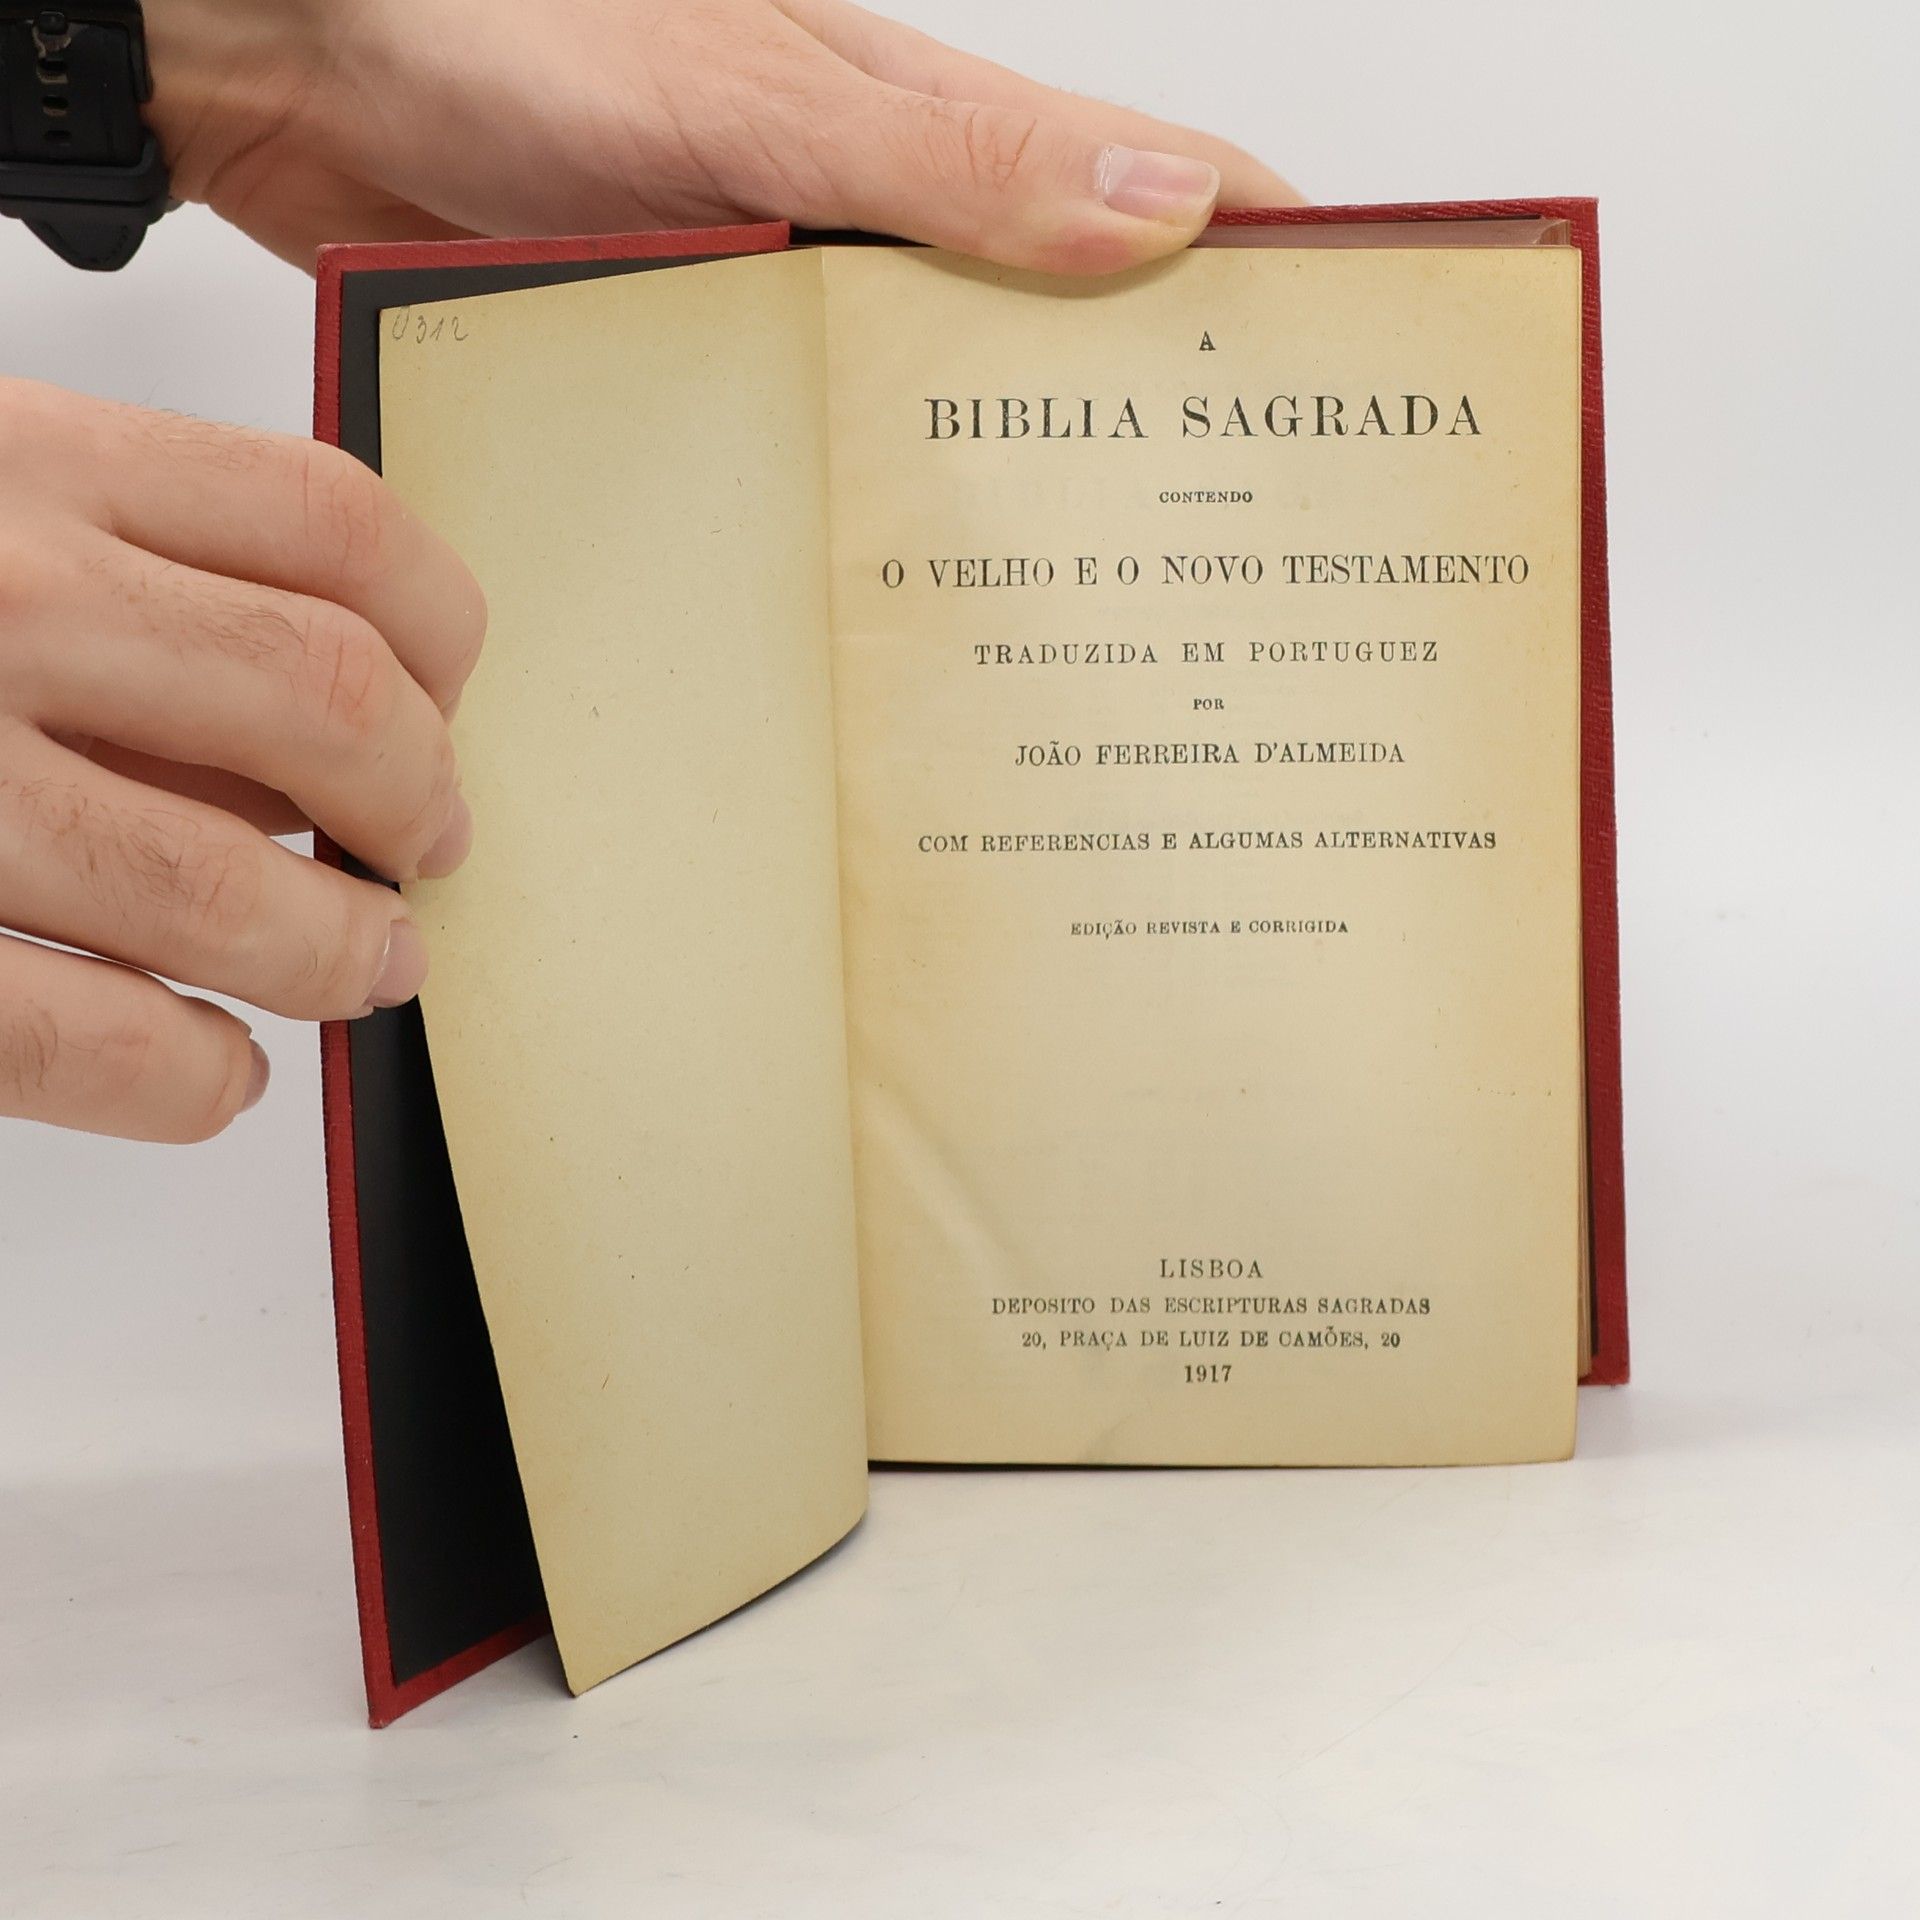 0312
A
BIBLIA SAGRADA
CONTENDO
O VELHO E O NOVO TESTAMENTO
TRADUZIDA EM PORTUGUEZ
POR
JOÃO FERREIRA D'ALMEIDA
COM REFERENCIAS E ALGUMAS ALTERNATIVAS
EDIÇÃO REVISTA E CORRIGIDA
LISBOA
DEPOSITO DAS ESCRIPTURAS SAGRADAS
20, PRAÇA DE LUIZ DE CAMÕES, 20
1917